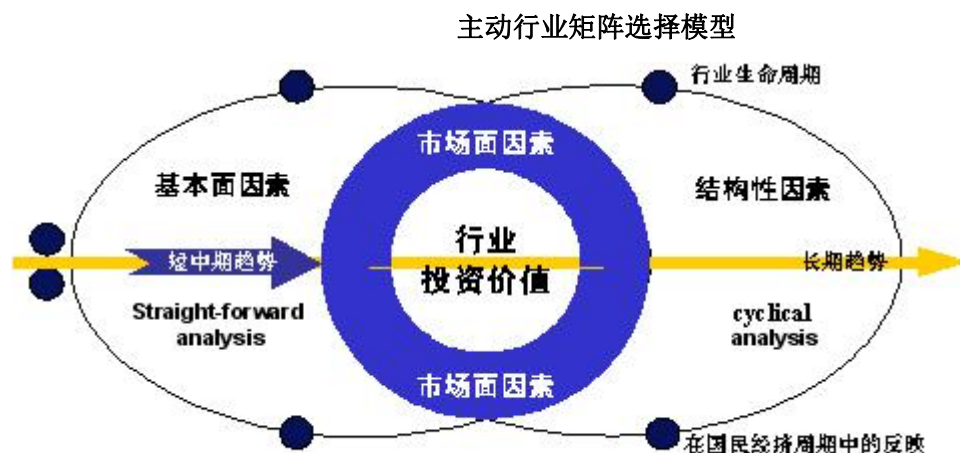 主动行业矩阵选择模型
行业生命周期
市场面因素
基本面因素
结构性因素
行业
投资价值
短中期趋势
长期趋势
Straight-forward
analysis
cyclical
analysis
市场面因素
在国民经济周期中的反映